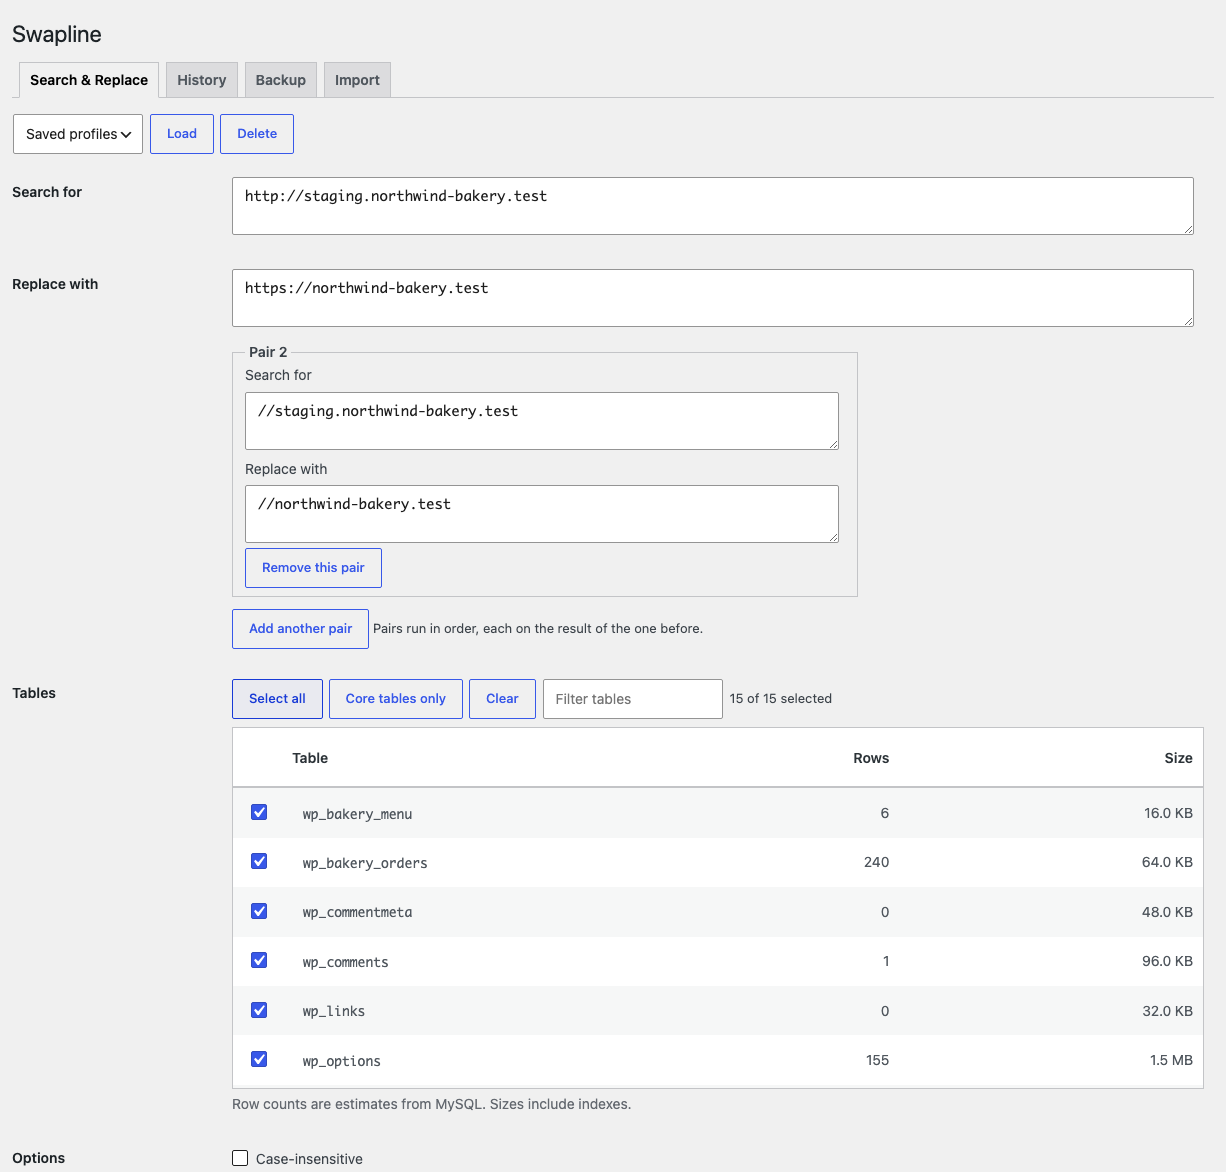 Swapline
Search & Replace History Backup Import
Saved profiles Load Delete
Search for
http://staging.northwind-bakery.test
Replace with
https://northwind-bakery.test
Pair 2
Search for
//staging.northwind-bakery.test
Replace with
//northwind-bakery.test
Remove this pair
Add another pair Pairs run in order, each on the result of the one before.
Tables
Select all Core tables only Clear Filter tables 15 of 15 selected
Table Rows Size
wp_bakery_menu 6 16.0 KB
wp_bakery_orders 240 64.0 KB
wp_commentmeta 0 48.0 KB
wp_comments 1 96.0 KB
wp_links 0 32.0 KB
wp_options 155 1.5 MB
Row counts are estimates from MySQL. Sizes include indexes.
Options
Case-insensitive